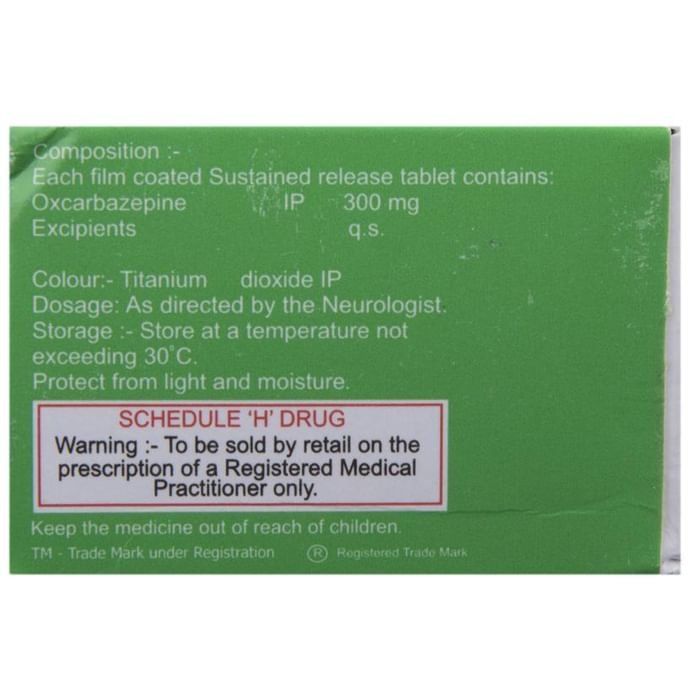 Composition :-
Each film coated Sustained release tablet contains:
Oxcarbazepine IP 300 mg
Excipients q.s.
Colour:- Titanium dioxide IP
Dosage: As directed by the Neurologist.
Storage :- Store at a temperature not
exceeding 30°C.
Protect from light and moisture.
SCHEDULE ‘H’ DRUG
Warning :- To be sold by retail on the
prescription of a Registered Medical
Practitioner only.
Keep the medicine out of reach of children.
TM - Trade Mark under Registration ® Registered Trade Mark